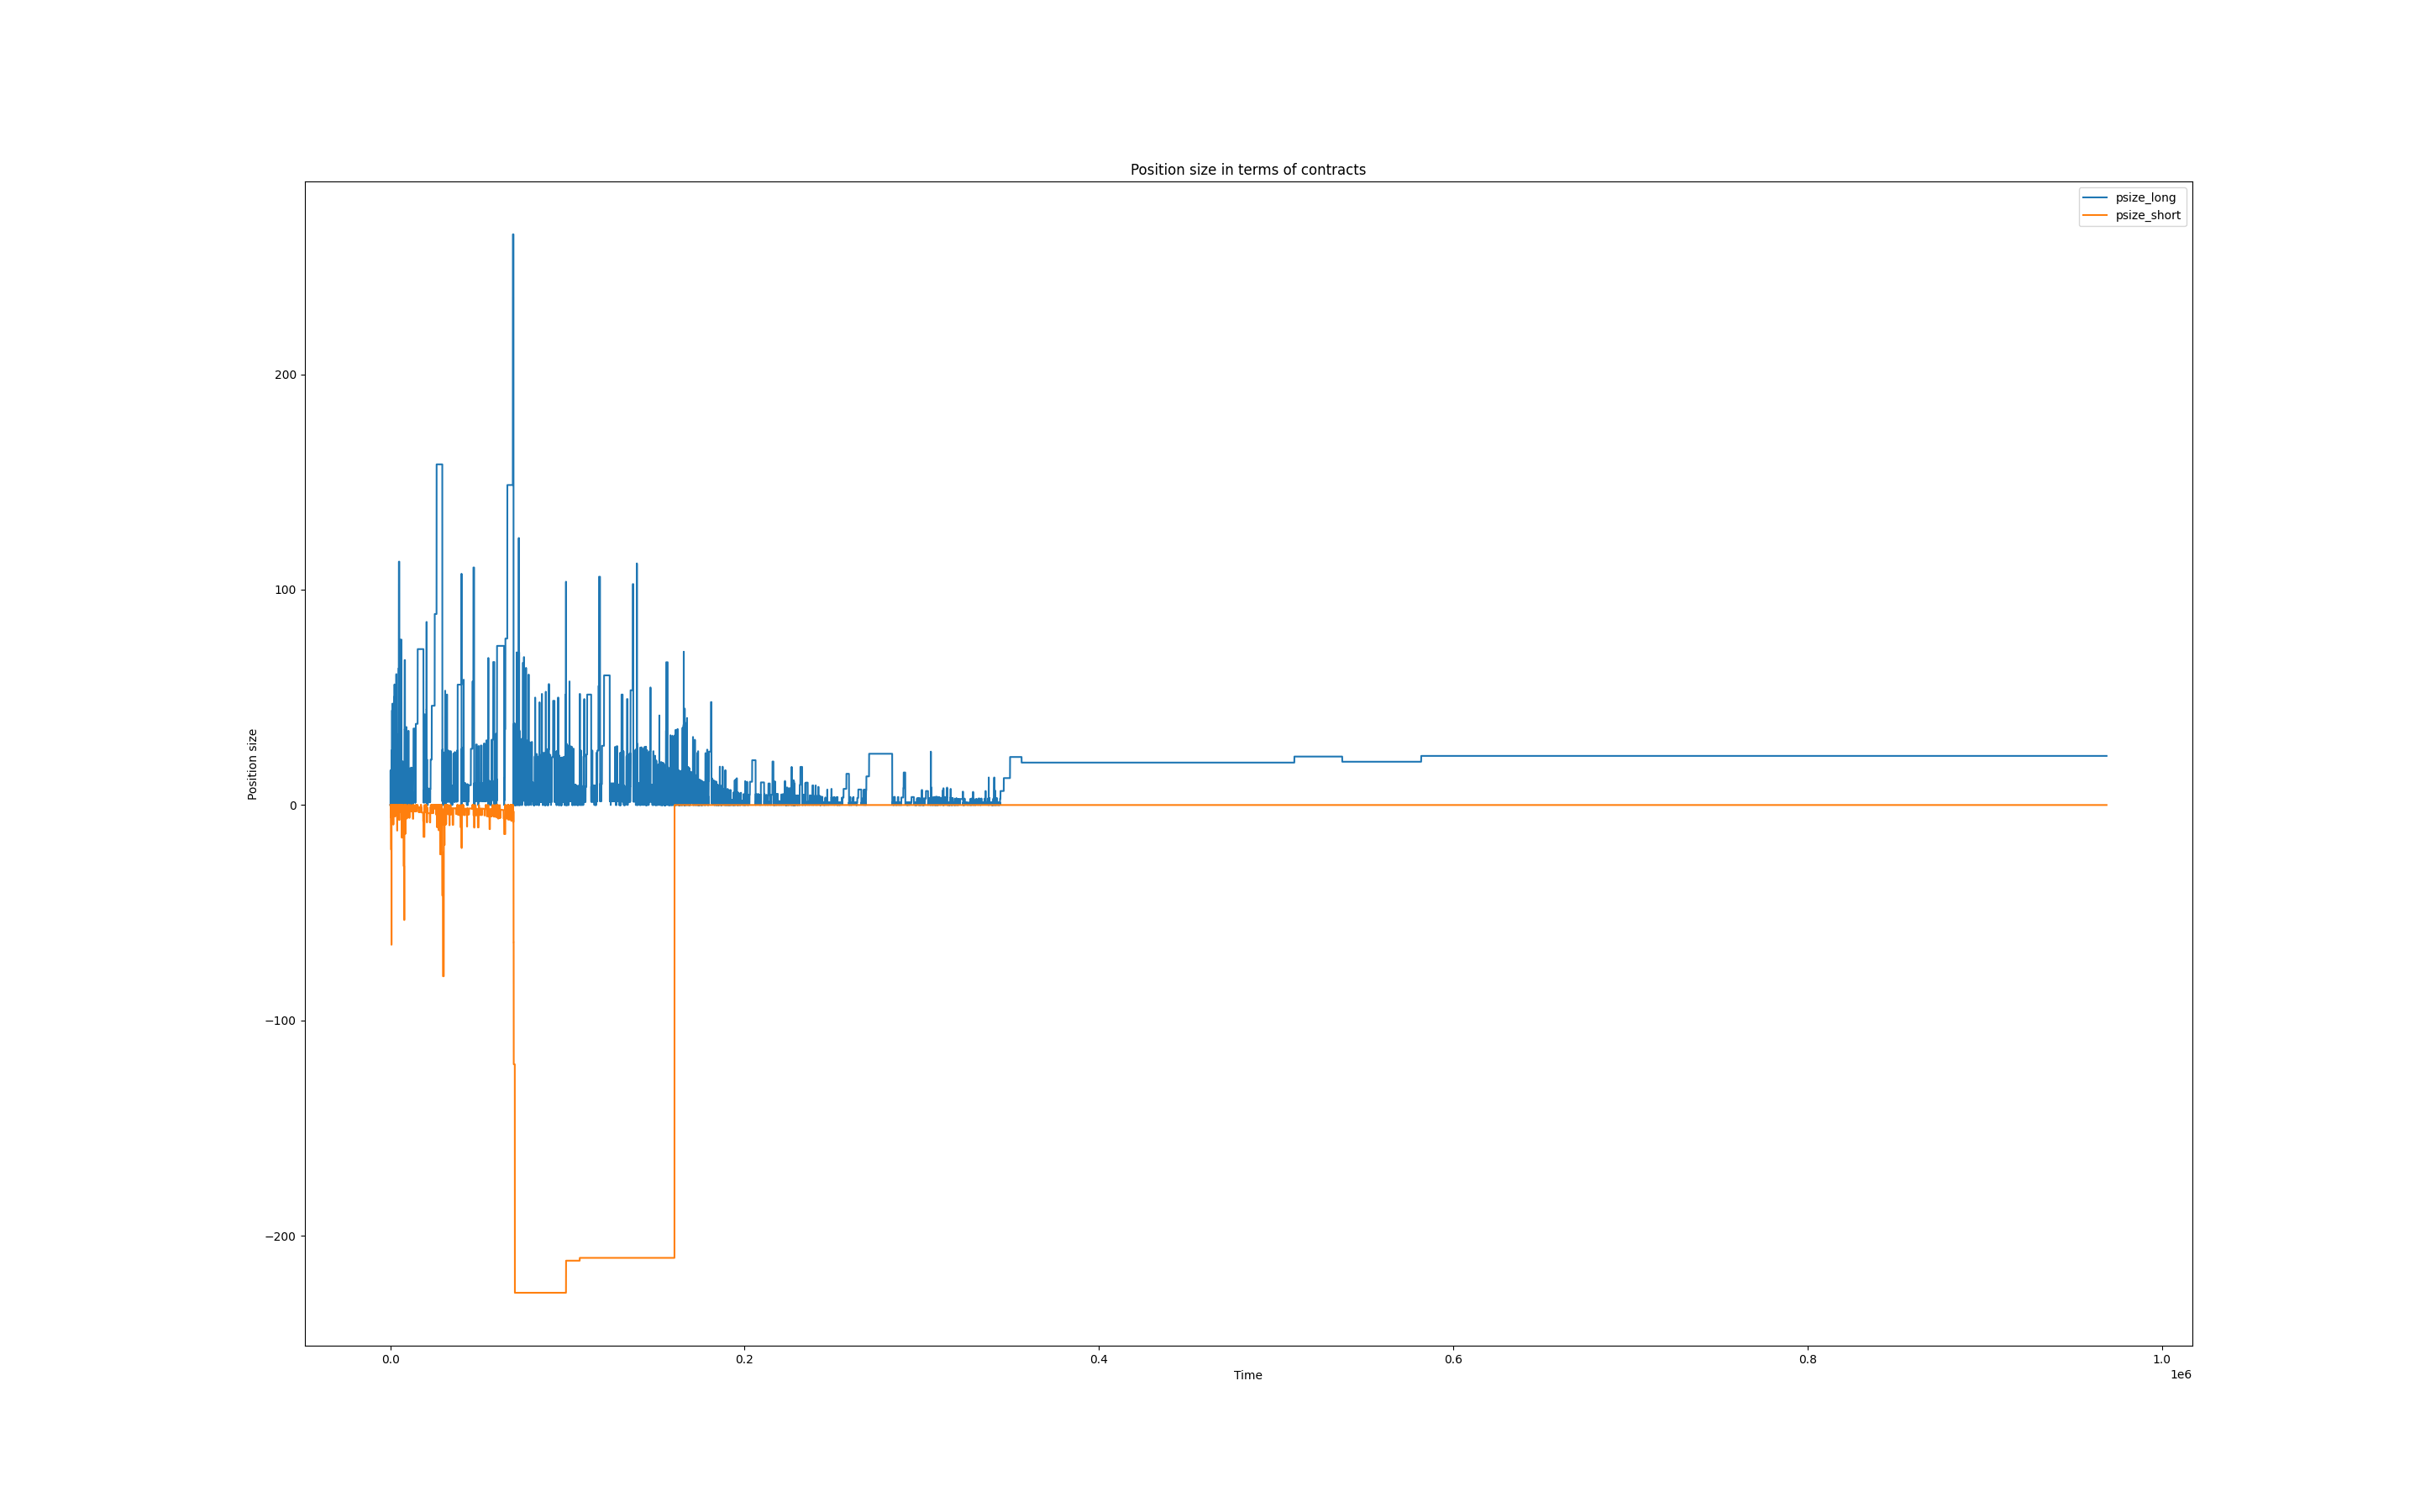 Position size in terms of contracts
psize_long
psize_short
Position size
200
100
0
−100
−200
0.0
0.2
0.4
0.6
0.8
1.0
1e6
Time